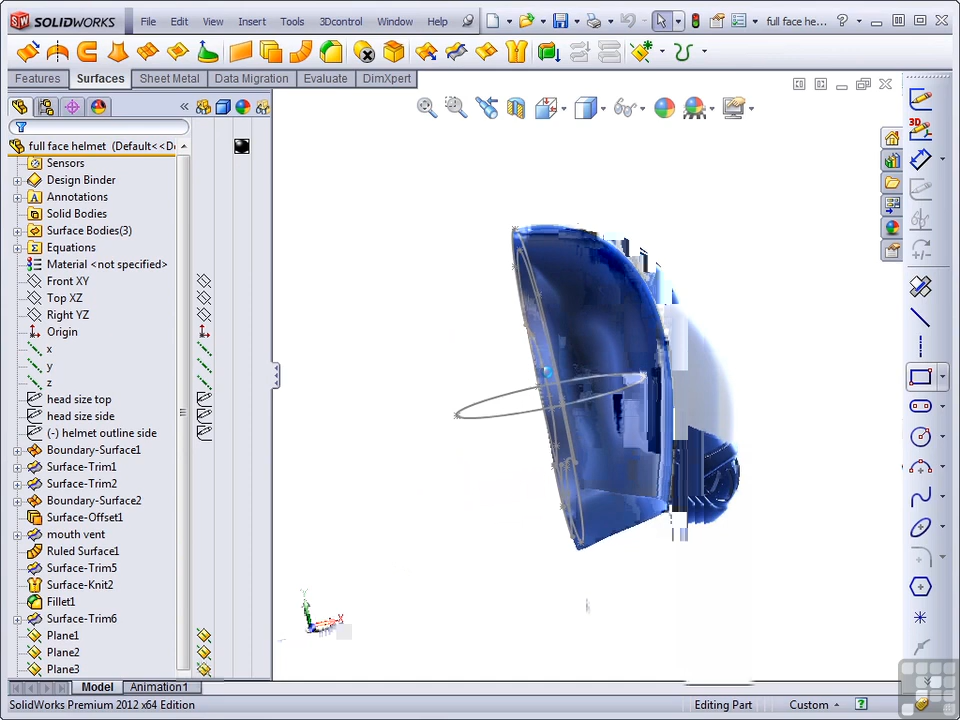 SOLIDWORKS File Edit View Insert Tools 3Dcontrol Window Help full face he...
Features Surfaces Sheet Metal Data Migration Evaluate DimXpert
full face helmet (Default<<De
Sensors
Design Binder
Annotations
Solid Bodies
Surface Bodies(3)
Equations
Material <not specified>
Front XY
Top XZ
Right YZ
Origin
x
y
z
head size top
head size side
(-) helmet outline side
Boundary-Surface1
Surface-Trim1
Surface-Trim2
Boundary-Surface2
Surface-Offset1
mouth vent
Ruled Surface1
Surface-Trim5
Surface-Knit2
Fillet1
Surface-Trim6
Plane1
Plane2
Plane3
3D
Y
X
Model Animation1
SolidWorks Premium 2012 x64 Edition Editing Part Custom